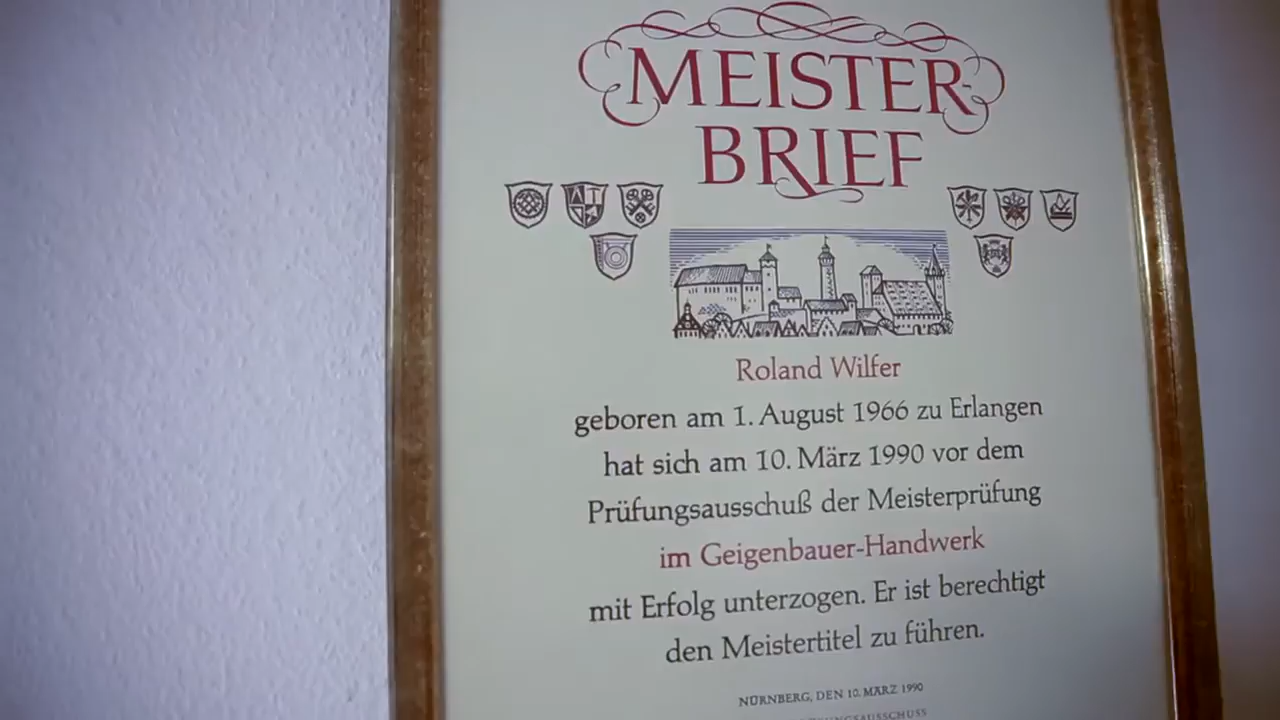 MEISTER-
BRIEF
Roland Wilfer
geboren am 1. August 1966 zu Erlangen
hat sich am 10. März 1990 vor dem
Prüfungsausschuß der Meisterprüfung
im Geigenbauer-Handwerk
mit Erfolg unterzogen. Er ist berechtigt
den Meistertitel zu führen.
NÜRNBERG, DEN 10. MÄRZ 1990